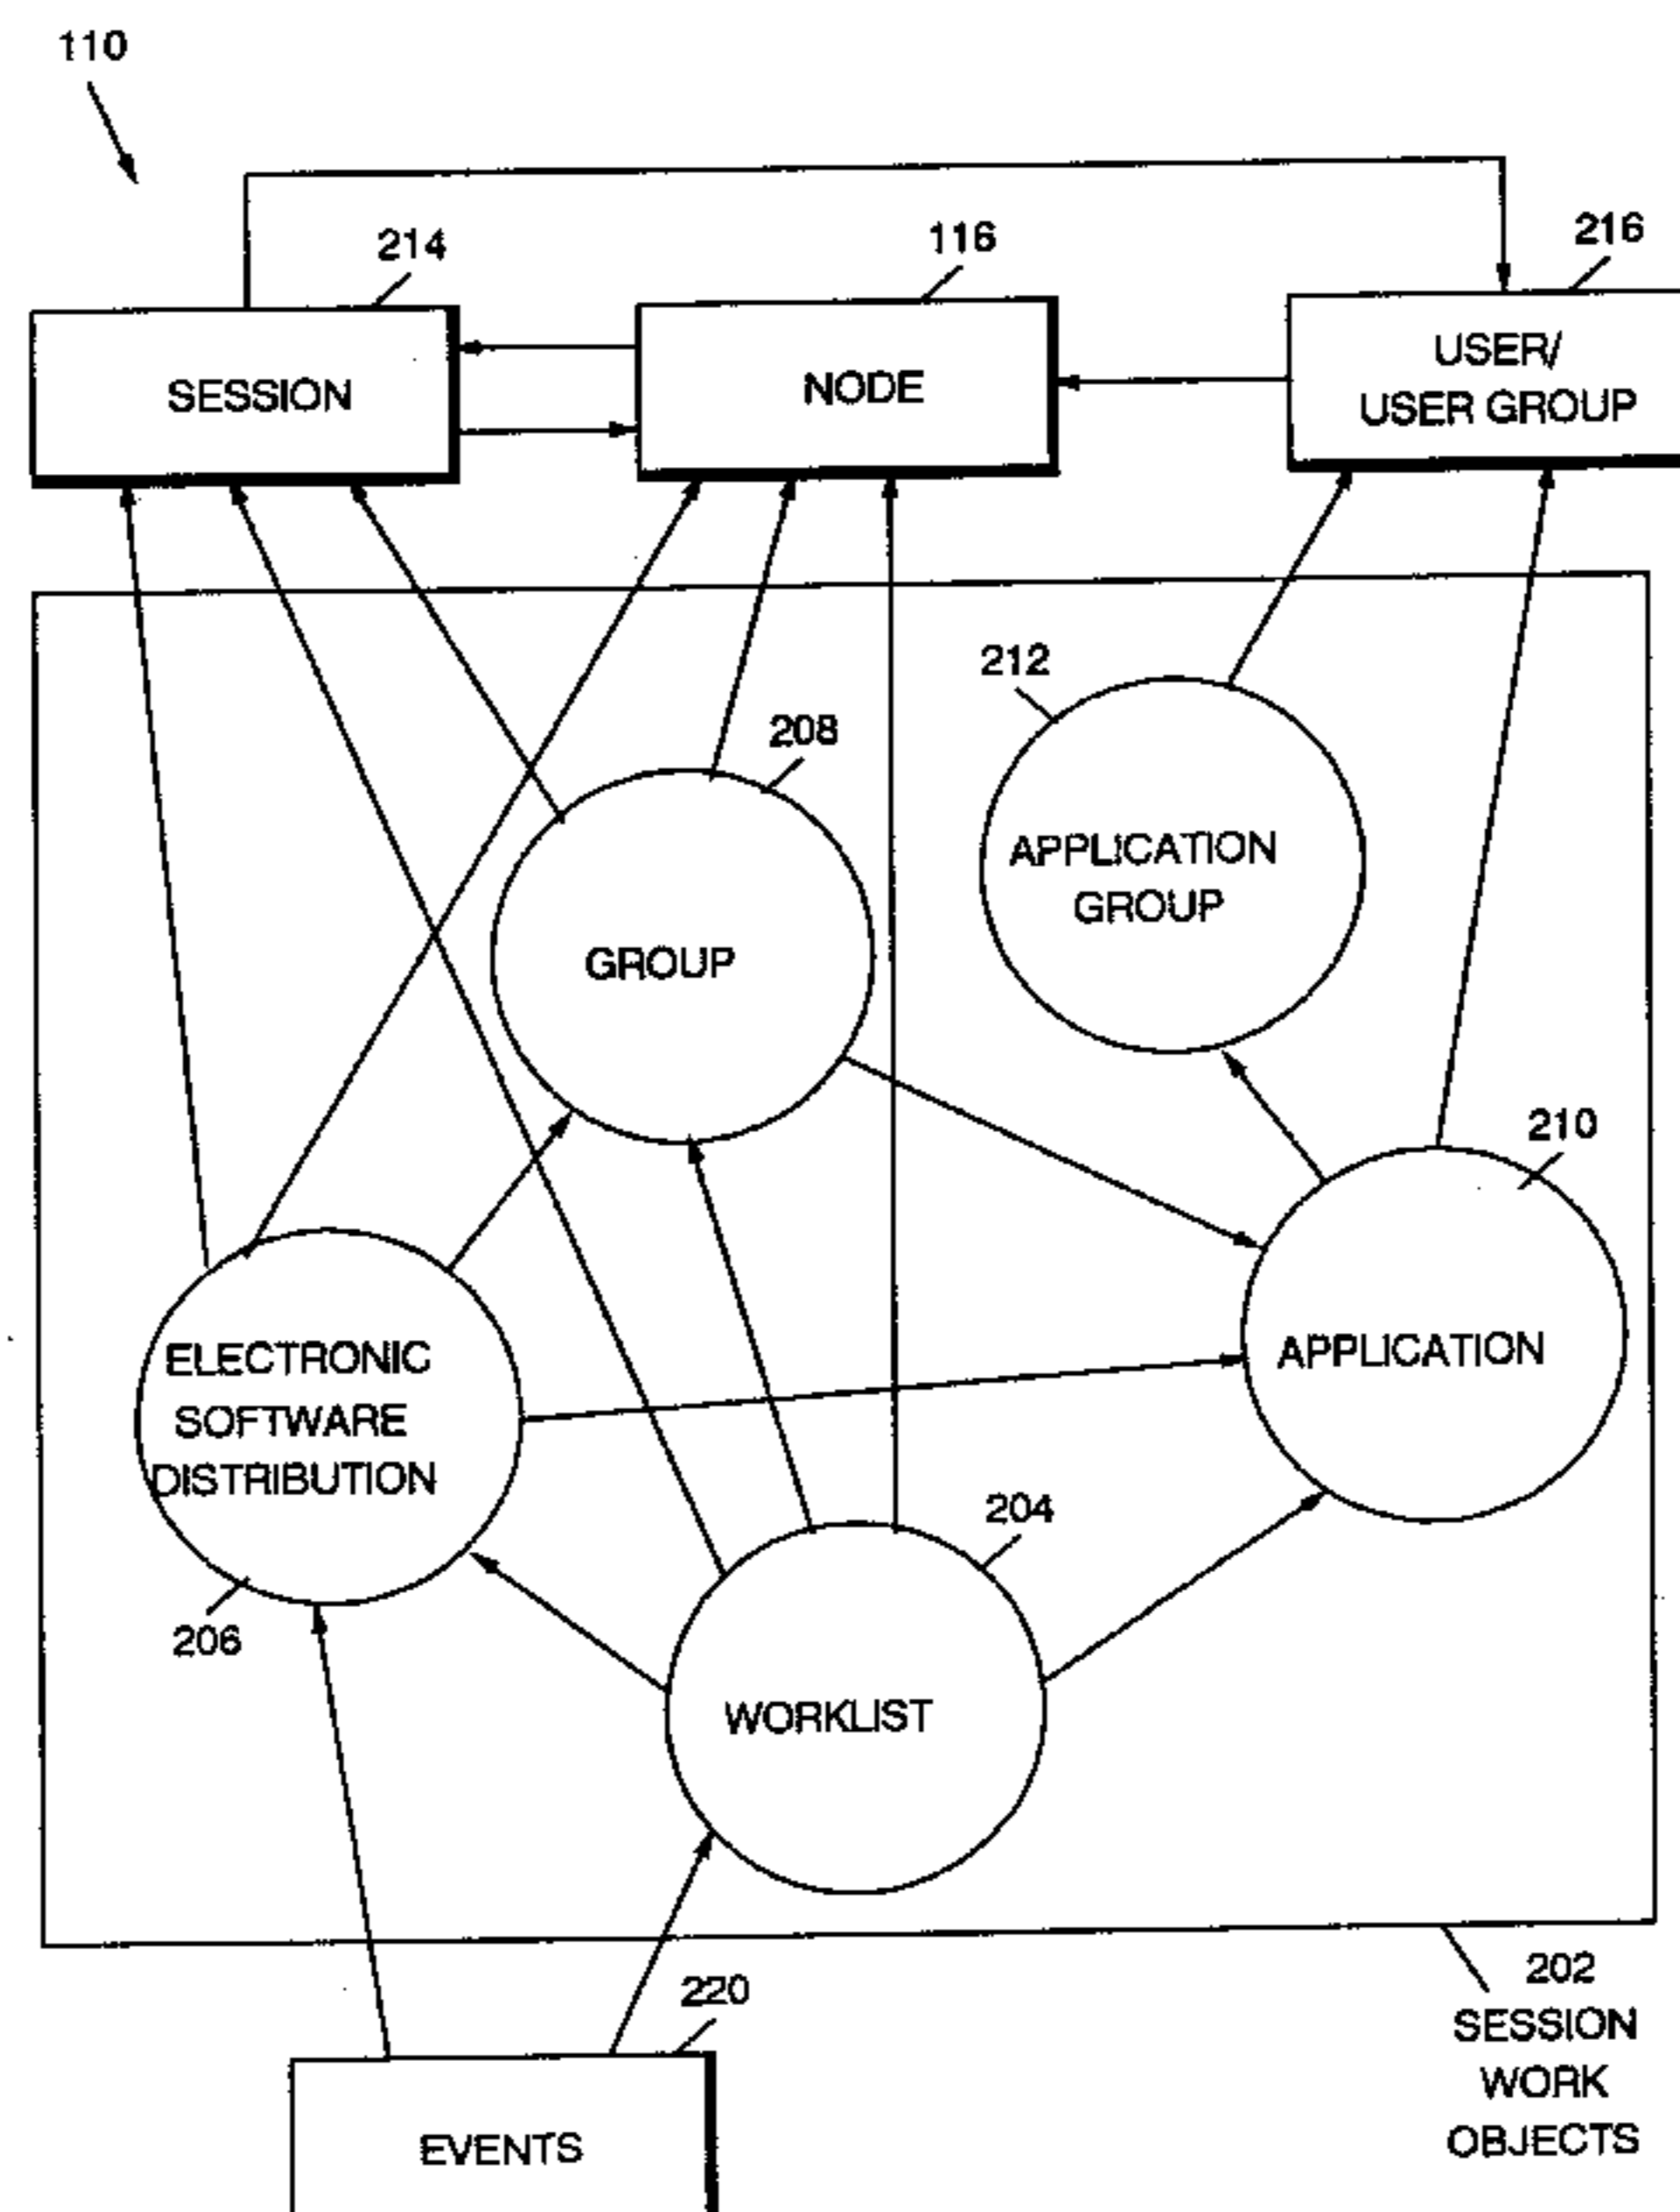 110
214
116
216
SESSION
NODE
USER/
USER GROUP
212
208
APPLICATION
GROUP
GROUP
210
ELECTRONIC
SOFTWARE
DISTRIBUTION
APPLICATION
204
206
WORKLIST
220
202
SESSION
WORK
OBJECTS
EVENTS